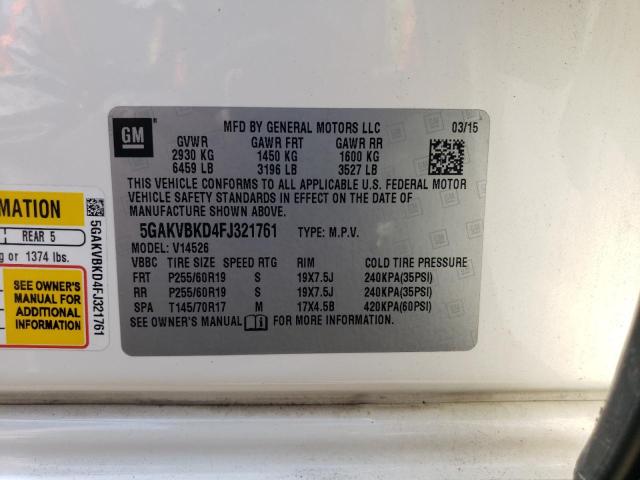 GM
MFD BY GENERAL MOTORS LLC 03/15
GVWR GAWR FRT GAWR RR
2930 KG 1450 KG 1600 KG
6459 LB 3196 LB 3527 LB
THIS VEHICLE CONFORMS TO ALL APPLICABLE U.S. FEDERAL MOTOR
VEHICLE SAFETY STANDARDS IN EFFECT ON THE DATE OF
MANUFACTURE SHOWN ABOVE.
5GAKVBKD4FJ321761 TYPE: M.P.V.
MODEL: V14526
VBBC TIRE SIZE SPEED RTG RIM COLD TIRE PRESSURE
FRT P255/60R19 S 19X7.5J 240KPA(35PSI)
RR P255/60R19 S 19X7.5J 240KPA(35PSI)
SPA T145/70R17 M 17X4.5B 420KPA(60PSI)
SEE OWNER'S MANUAL FOR MORE INFORMATION.
MATION
REAR 5
g or 1374 lbs.
SEE OWNER'S
MANUAL FOR
ADDITIONAL
INFORMATION
5GAKVBKD4FJ321761